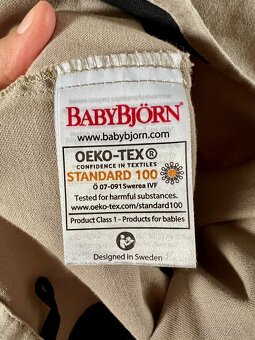 BABYBJÖRN
www.babybjorn.com
OEKO-TEX®
CONFIDENCE IN TEXTILES
STANDARD 100
Ö 07-091 Swerea IVF
Tested for harmful substances.
www.oeko-tex.com/standard100
Product Class 1 - Products for babies
Designed in Sweden